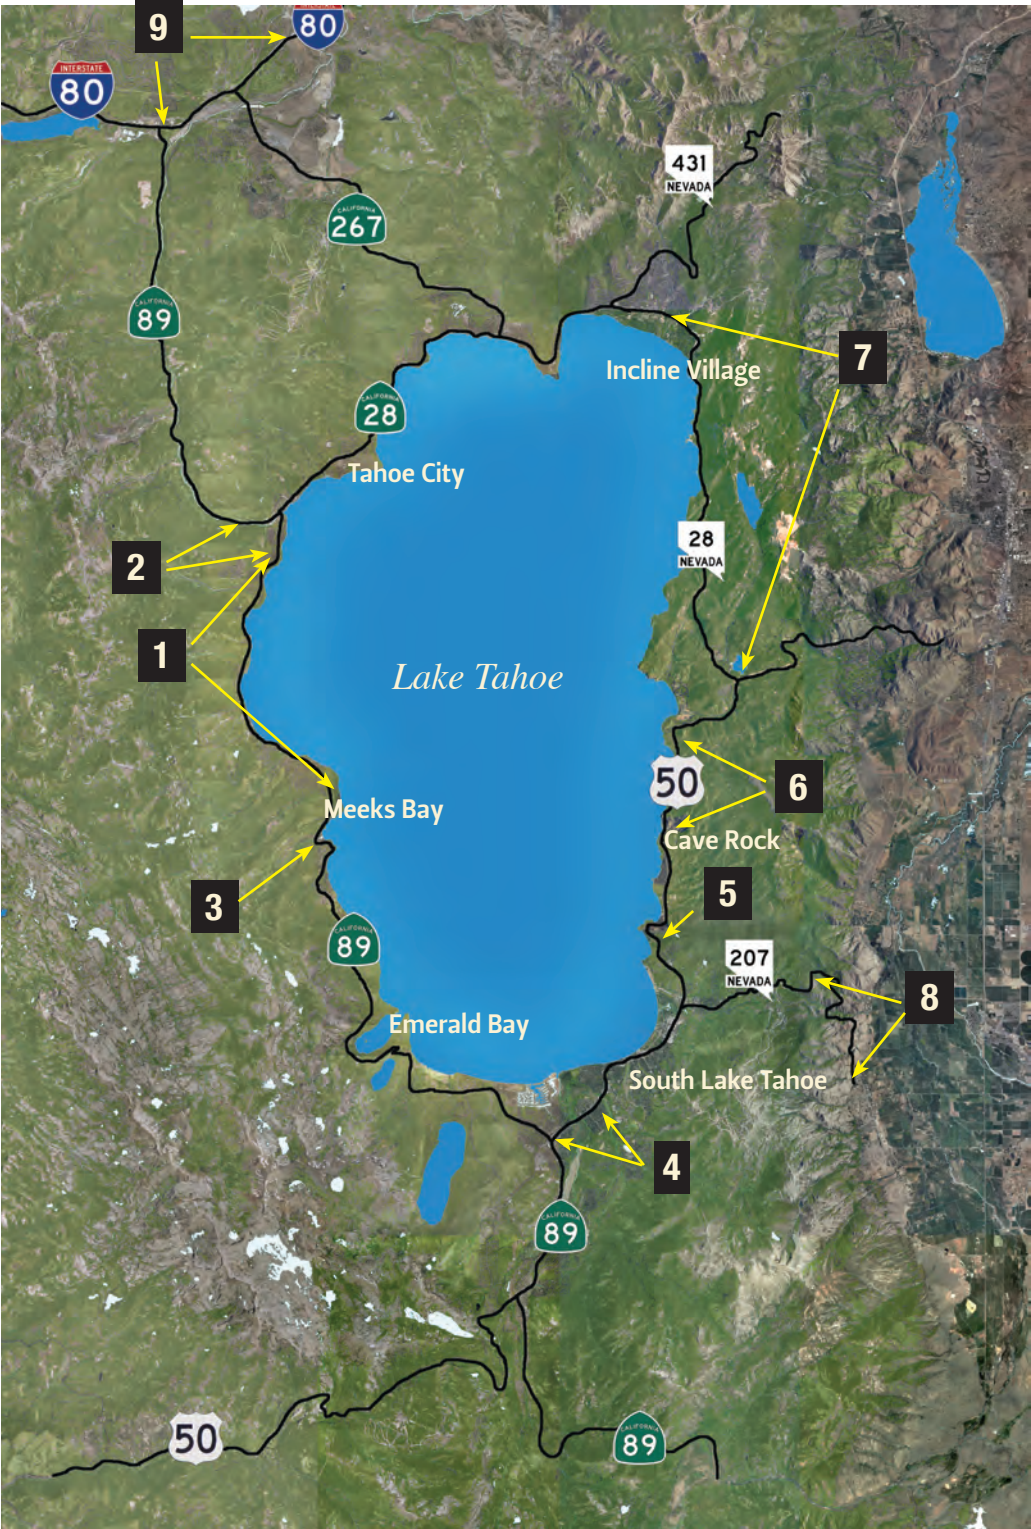 9
INTERSTATE
80
INTERSTATE
80
431
NEVADA
CALIFORNIA
267
CALIFORNIA
89
7
Incline Village
CALIFORNIA
28
Tahoe City
2
28
NEVADA
1
Lake Tahoe
50
6
Meeks Bay
Cave Rock
3
5
CALIFORNIA
89
207
NEVADA
8
Emerald Bay
South Lake Tahoe
4
CALIFORNIA
89
50
CALIFORNIA
89